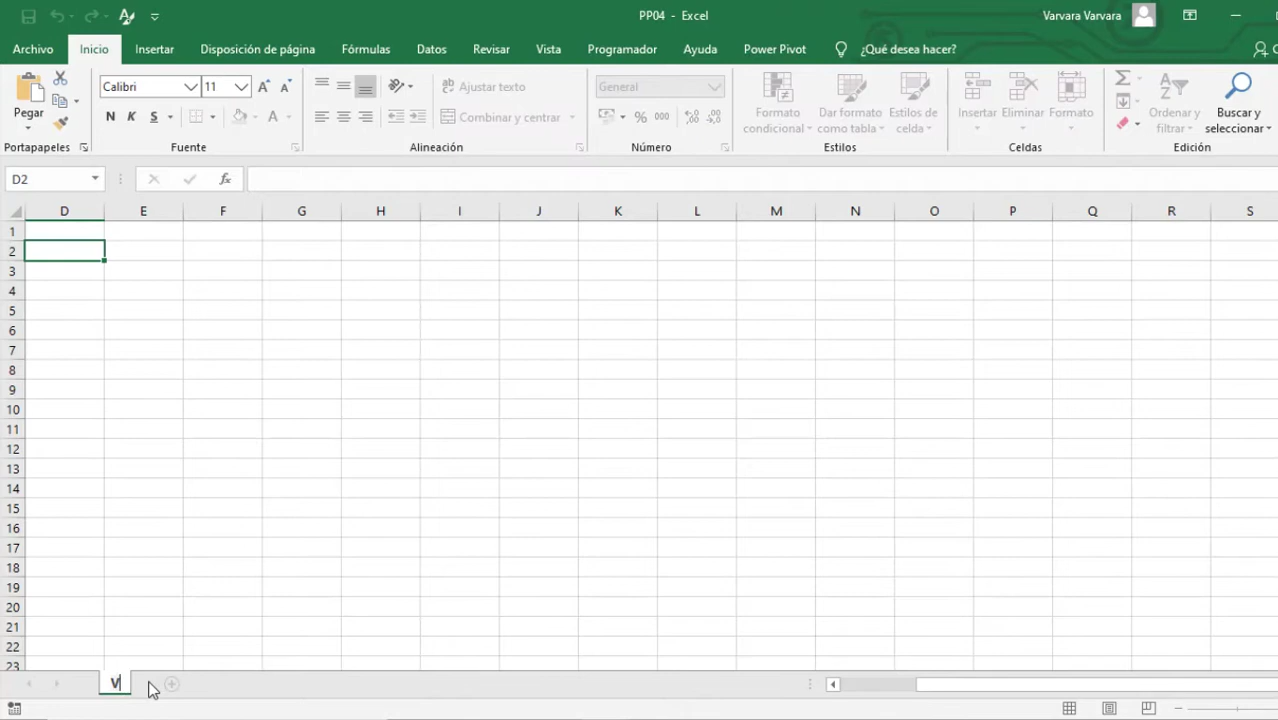 PP04 - Excel
Varvara Varvara
Archivo Inicio Insertar Disposición de página Fórmulas Datos Revisar Vista Programador Ayuda Power Pivot ¿Qué desea hacer?
Pegar
Portapapeles
Calibri 11
N K S
Fuente
Ajustar texto
Combinar y centrar
Alineación
General
% 000
Número
Formato condicional
Dar formato como tabla
Estilos de celda
Estilos
Insertar Eliminar Formato
Celdas
Ordenar y filtrar
Buscar y seleccionar
Edición
D2 fx
D E F G H I J K L M N O P Q R S
1
2
3
4
5
6
7
8
9
10
11
12
13
14
15
16
17
18
19
20
21
22
23
V